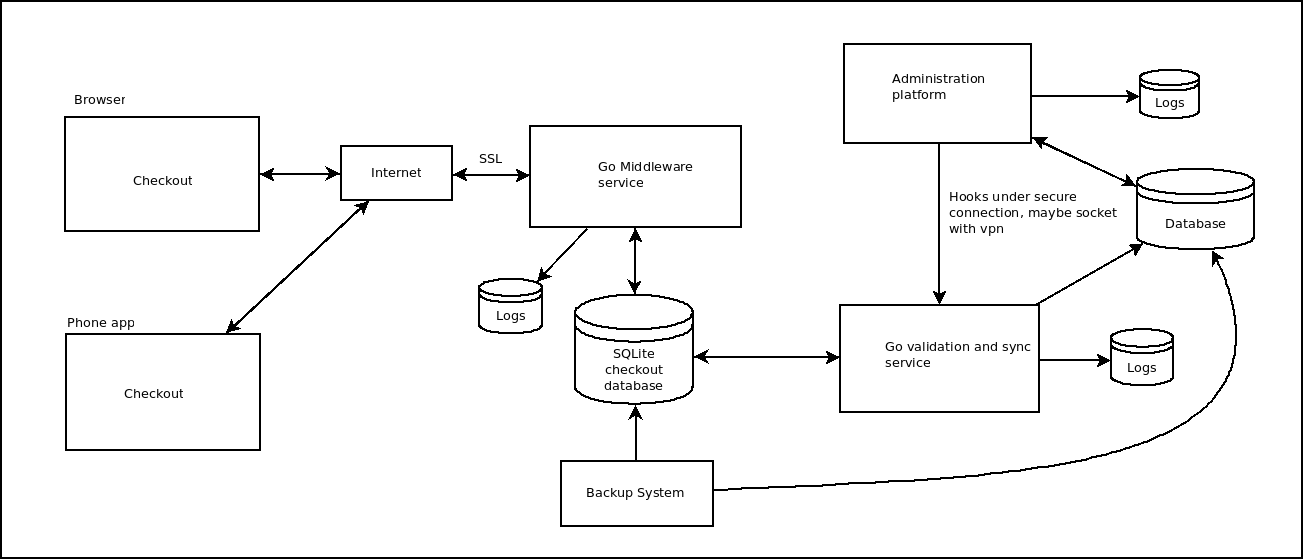 Browser
Checkout
Internet
SSL
Go Middleware
service
Administration
platform
Logs
Hooks under secure
connection, maybe socket
with vpn
Database
Phone app
Checkout
Logs
SQLite
checkout
database
Go validation and sync
service
Logs
Backup System